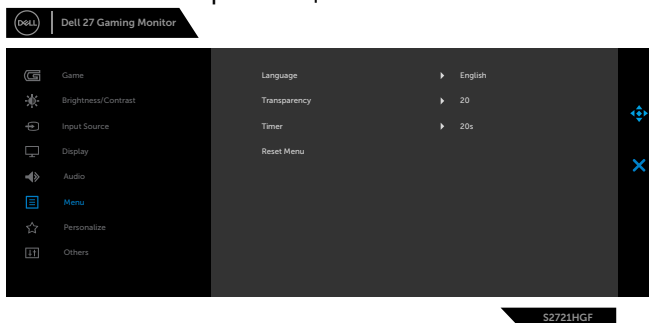 DELL
Dell 27 Gaming Monitor
Game
Brightness/Contrast
Input Source
Display
Audio
Menu
Personalize
Others
Language English
Transparency 20
Timer 20s
Reset Menu
S2721HGF